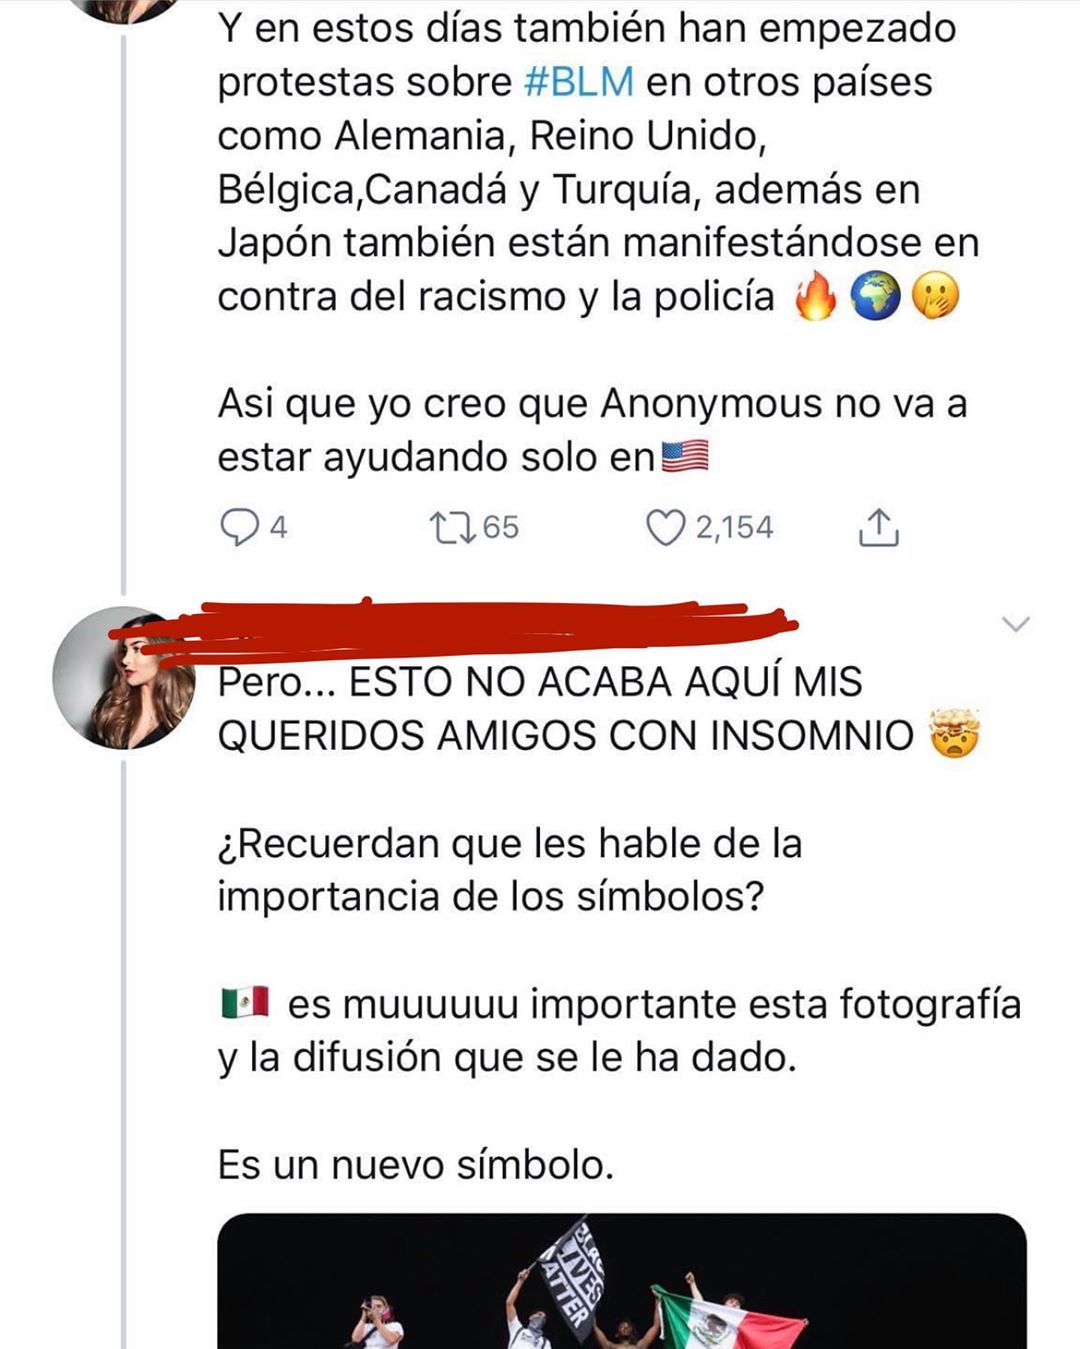 Y en estos días también han empezado
protestas sobre #BLM en otros países
como Alemania, Reino Unido,
Bélgica,Canadá y Turquía, además en
Japón también están manifestándose en
contra del racismo y la policía 🔥🌍🤭
Asi que yo creo que Anonymous no va a
estar ayudando solo en🇺🇸
4 65 2,154
Pero... ESTO NO ACABA AQUÍ MIS
QUERIDOS AMIGOS CON INSOMNIO 🤯
¿Recuerdan que les hable de la
importancia de los símbolos?
🇲🇽 es muuuuuu importante esta fotografía
y la difusión que se le ha dado.
Es un nuevo símbolo.
BLACK
LIVES
MATTER